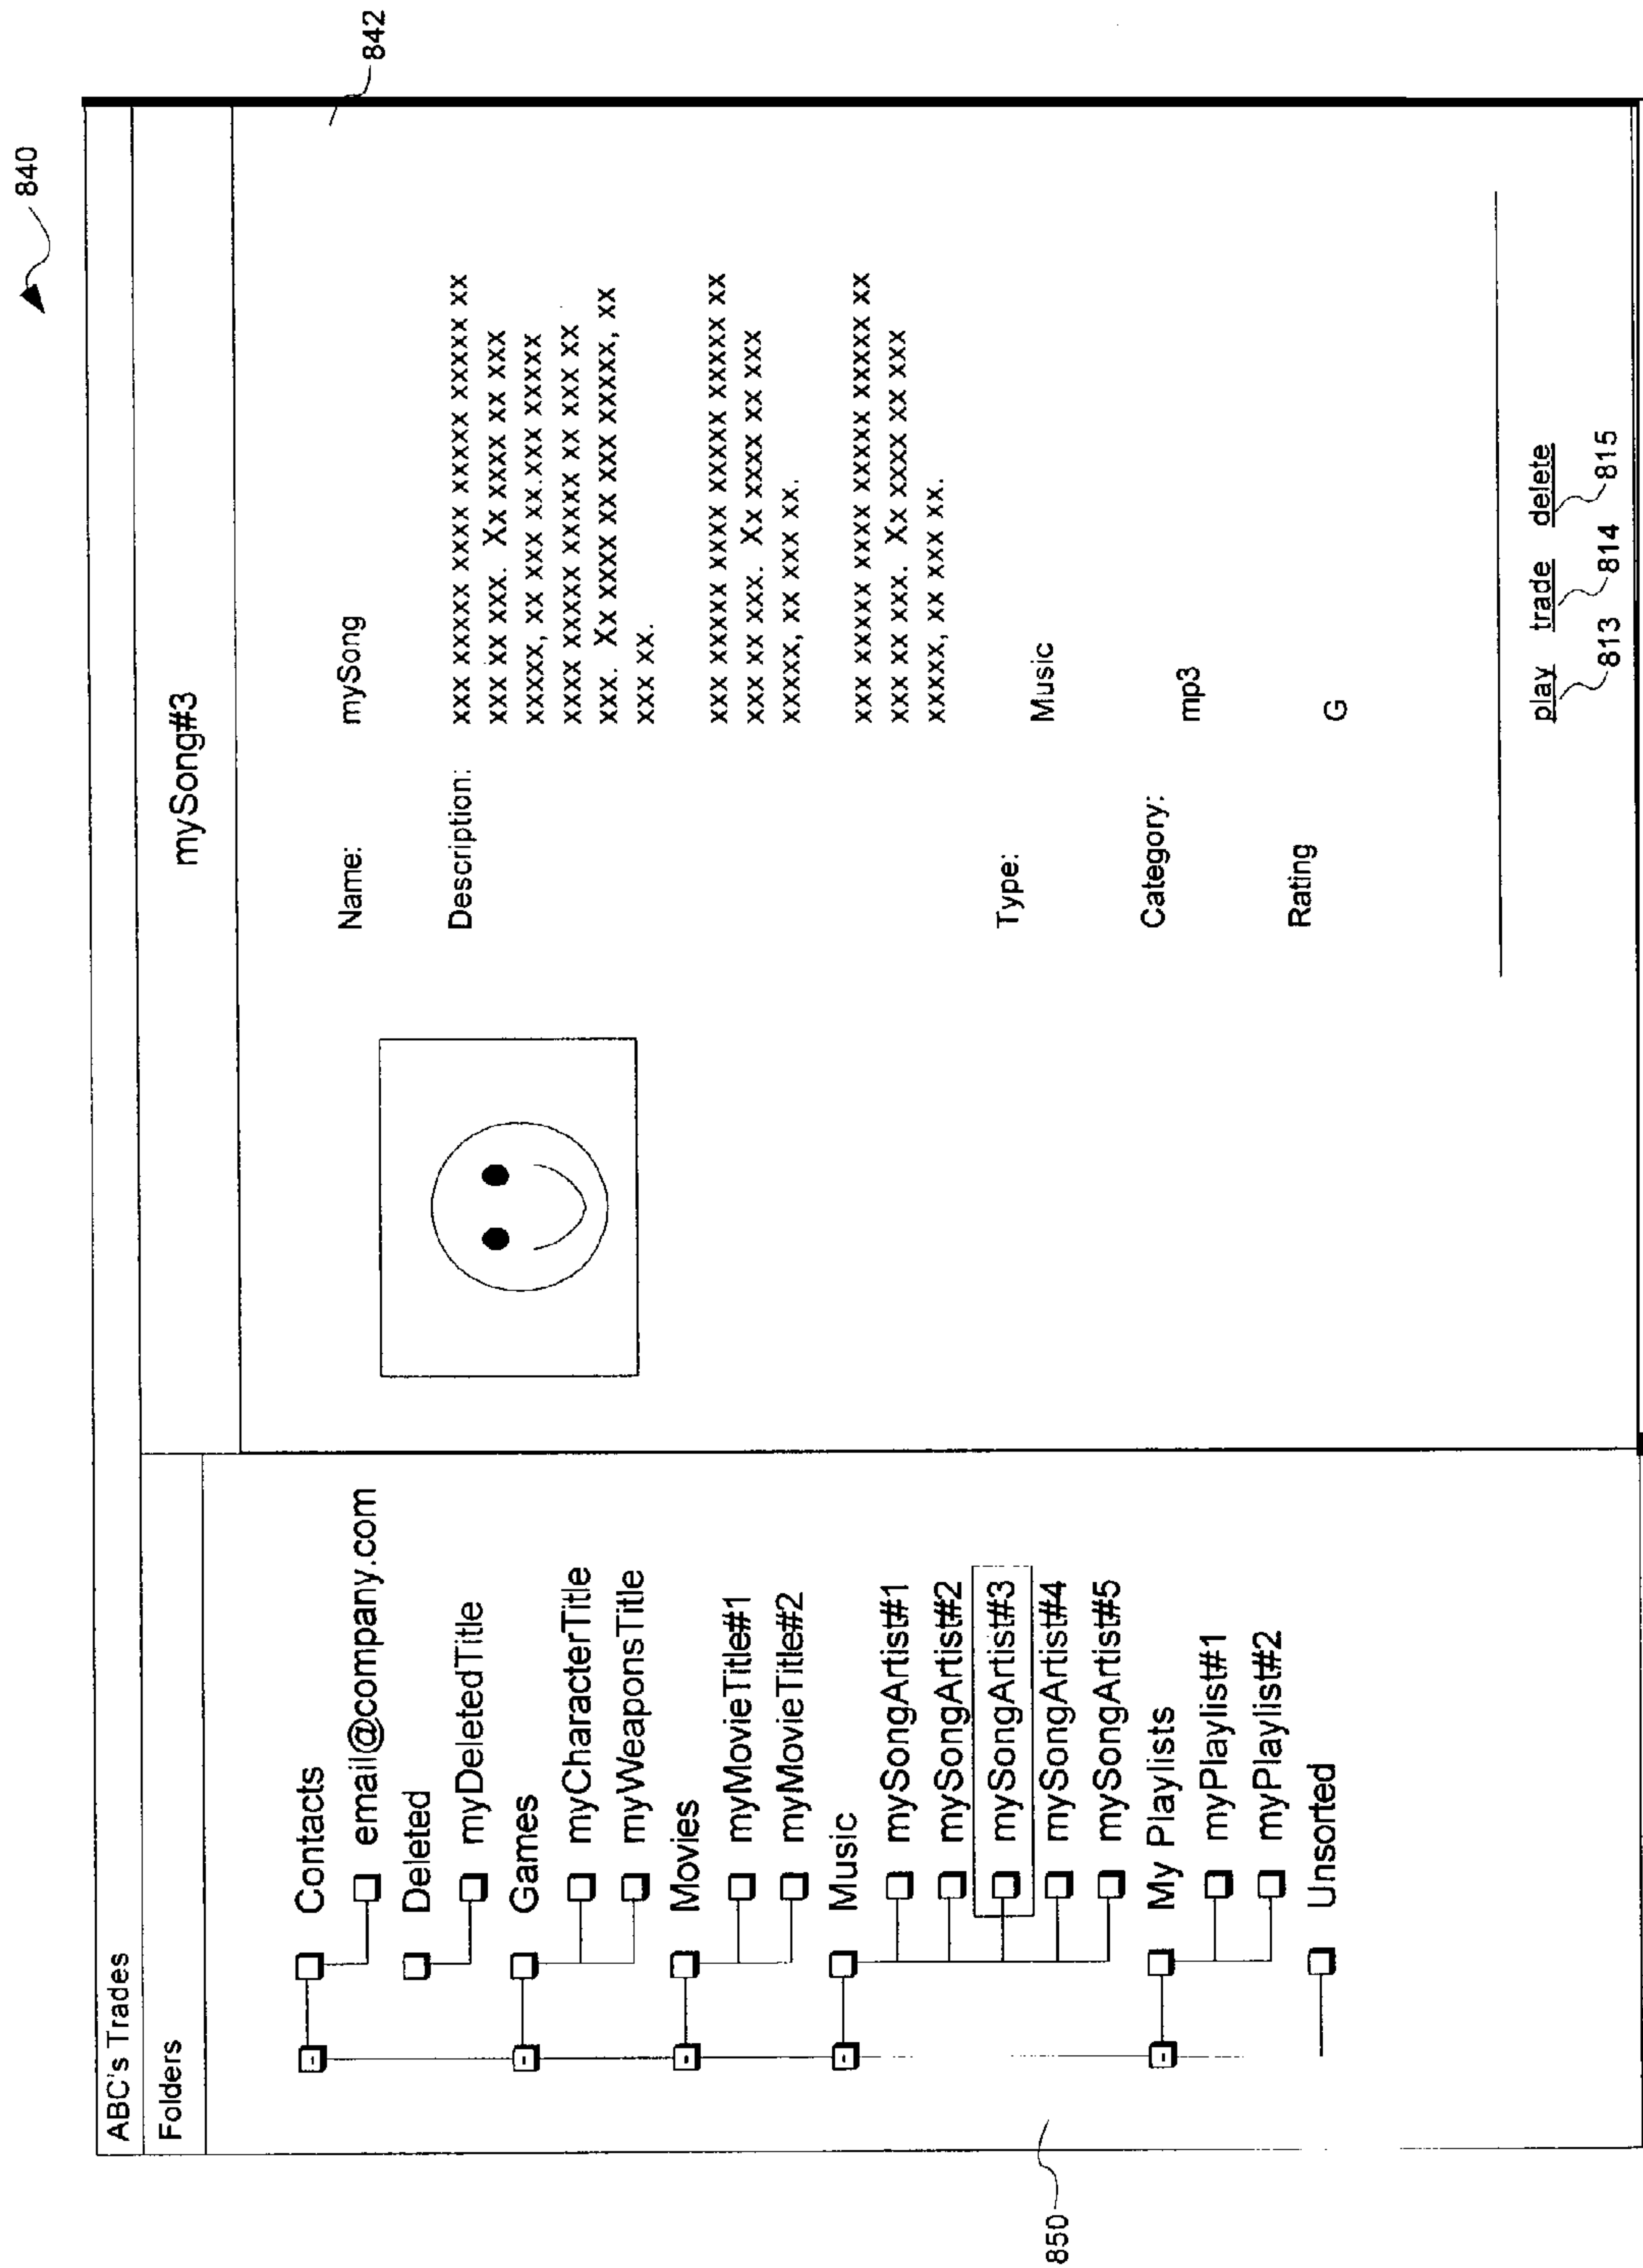 840
ABC's Trades
Folders
mySong#3
842
Contacts
email@company.com
Deleted
myDeletedTitle
Games
myCharacterTitle
myWeaponsTitle
Movies
myMovieTitle#1
myMovieTitle#2
Music
mySongArtist#1
mySongArtist#2
mySongArtist#3
mySongArtist#4
mySongArtist#5
My Playlists
myPlaylist#1
myPlaylist#2
Unsorted
850
Name: mySong
Description: xxx xxxxx xxxx xxxxx xxxxx xx
xxx xx xxx. Xx xxxx xx xxx
xxxxx, xx xxx xx.xxx xxxxx
xxxx xxxxx xxxxx xx xxx xx
xxx. Xx xxxx xx xxx xxxxx, xx
xxx xx.
xxx xxxxx xxxx xxxxx xxxxx xx
xxx xx xxx. Xx xxxx xx xxx
xxxxx, xx xxx xx.
xxx xxxxx xxxx xxxxx xxxxx xx
xxx xx xxx. Xx xxxx xx xxx
xxxxx, xx xxx xx.
Type: Music
Category: mp3
Rating G
play trade delete
813 814 815